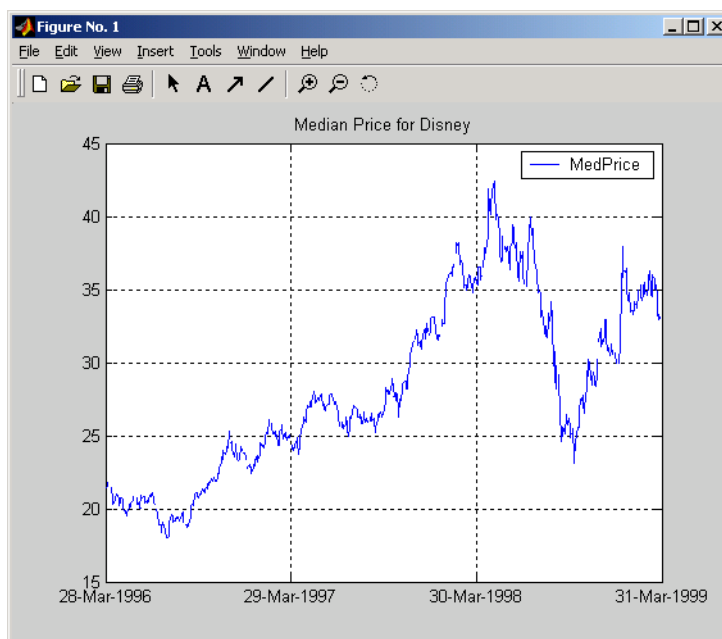 Figure No. 1
File Edit View Insert Tools Window Help
A
Median Price for Disney
MedPrice
45
40
35
30
25
20
15
28-Mar-1996 29-Mar-1997 30-Mar-1998 31-Mar-1999